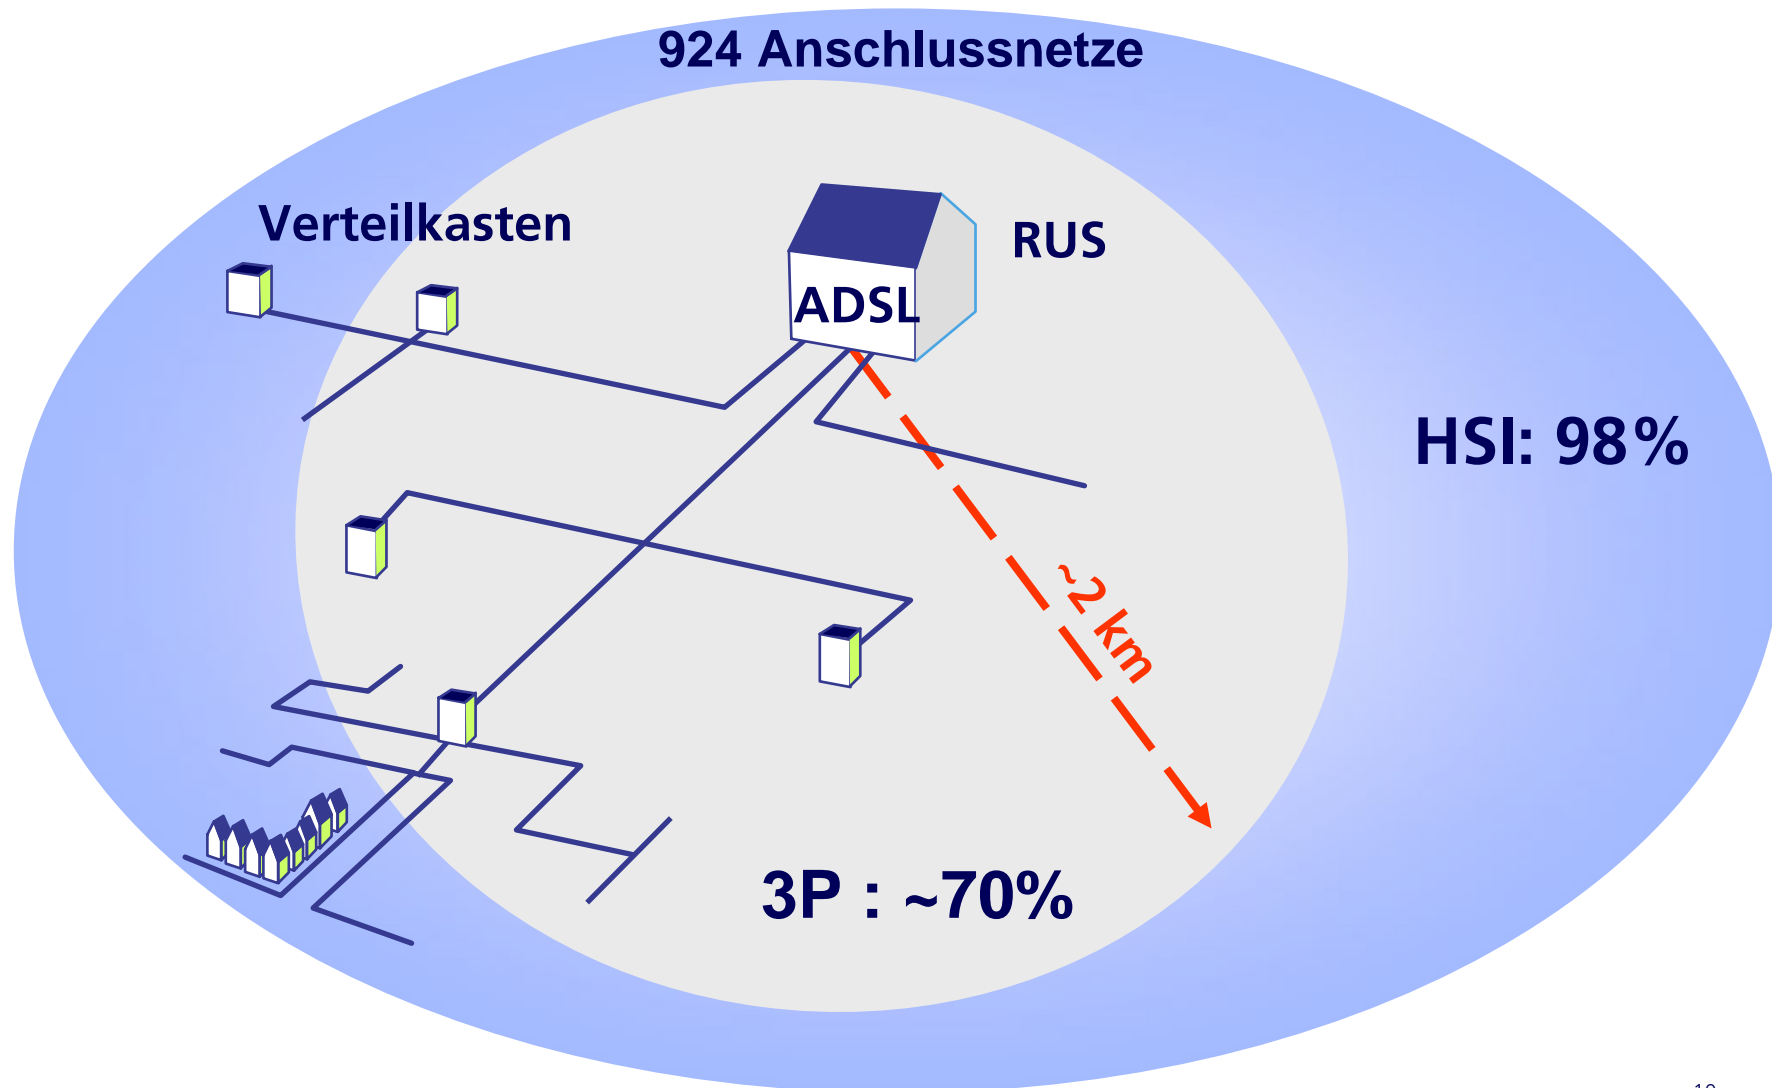 924 Anschlussnetze
Verteilkasten
RUS
ADSL
HSI: 98%
~2 km
3P : ~70%